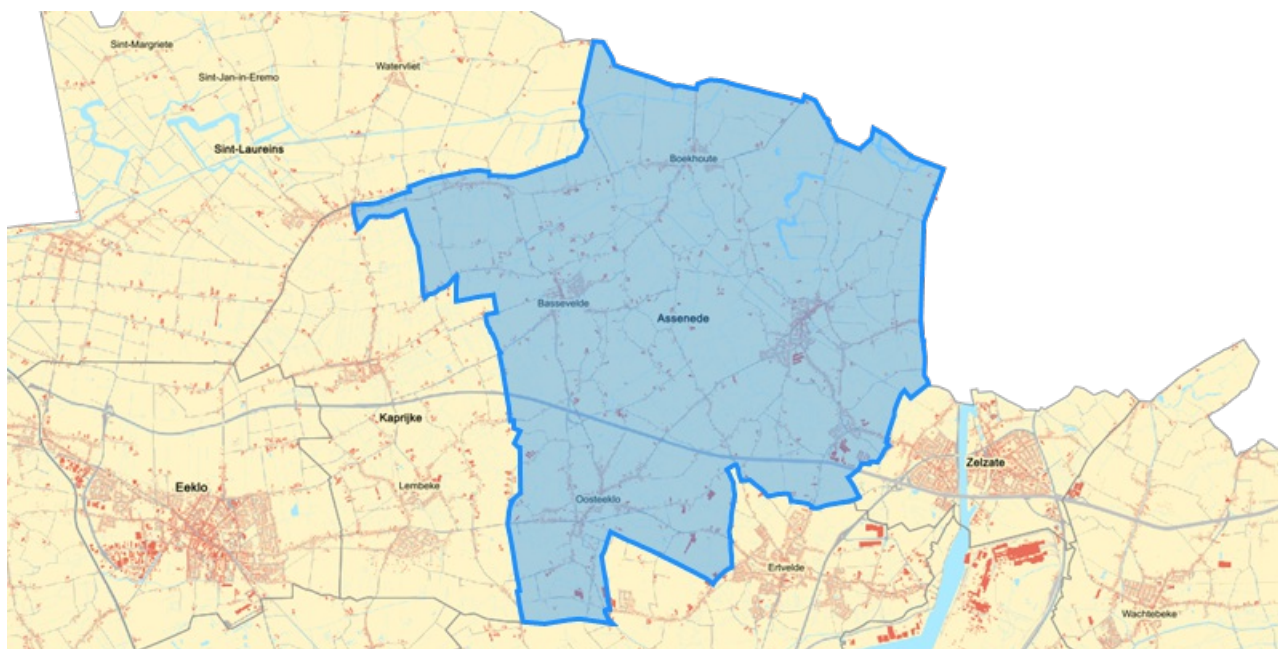 Sint-Margriete
Watervliet
Sint-Jan-in-Eremo
Sint-Laureins
Boekhoute
Bassevelde
Assenede
Kaprijke
Zelzate
Eeklo
Lembeke
Oosteeklo
Ertvelde
Wachtebeke